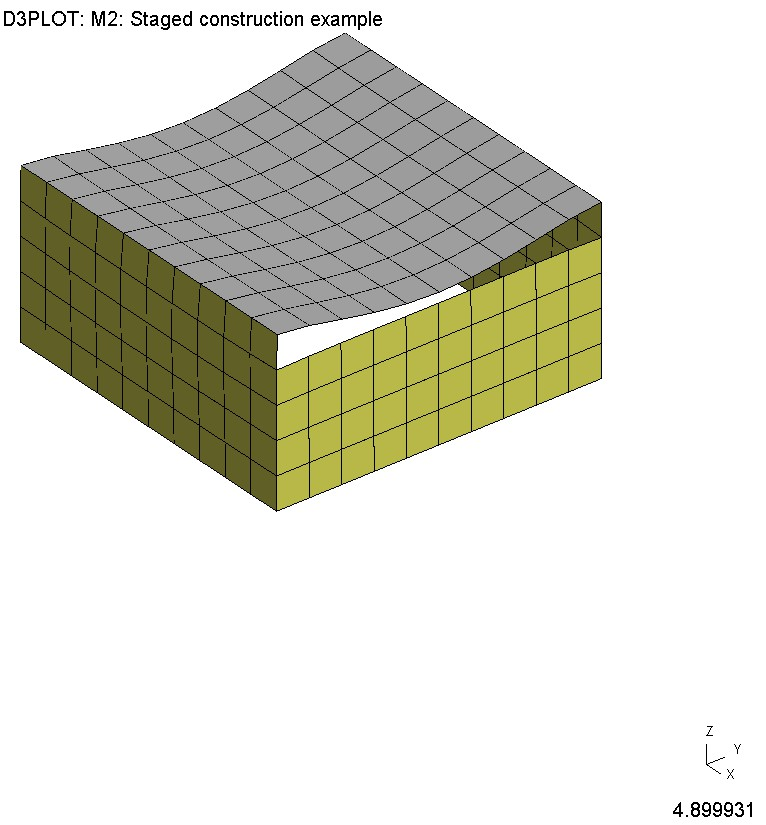 D3PLOT: M2: Staged construction example
Z
Y
X
4.899931